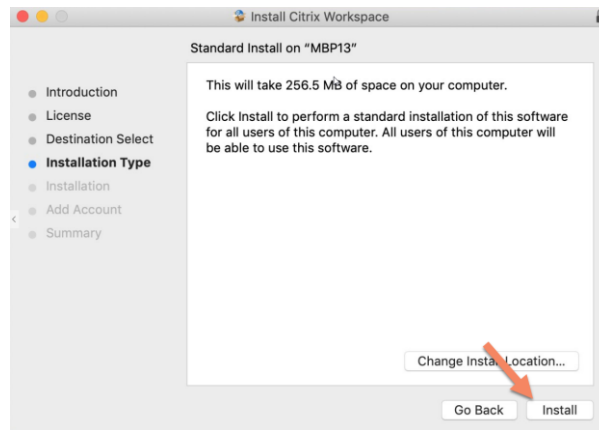 Install Citrix Workspace
Standard Install on “MBP13”
Introduction
License
Destination Select
Installation Type
Installation
Add Account
Summary
This will take 256.5 MB of space on your computer.
Click Install to perform a standard installation of this software
for all users of this computer. All users of this computer will
be able to use this software.
Change Install Location...
Go Back
Install